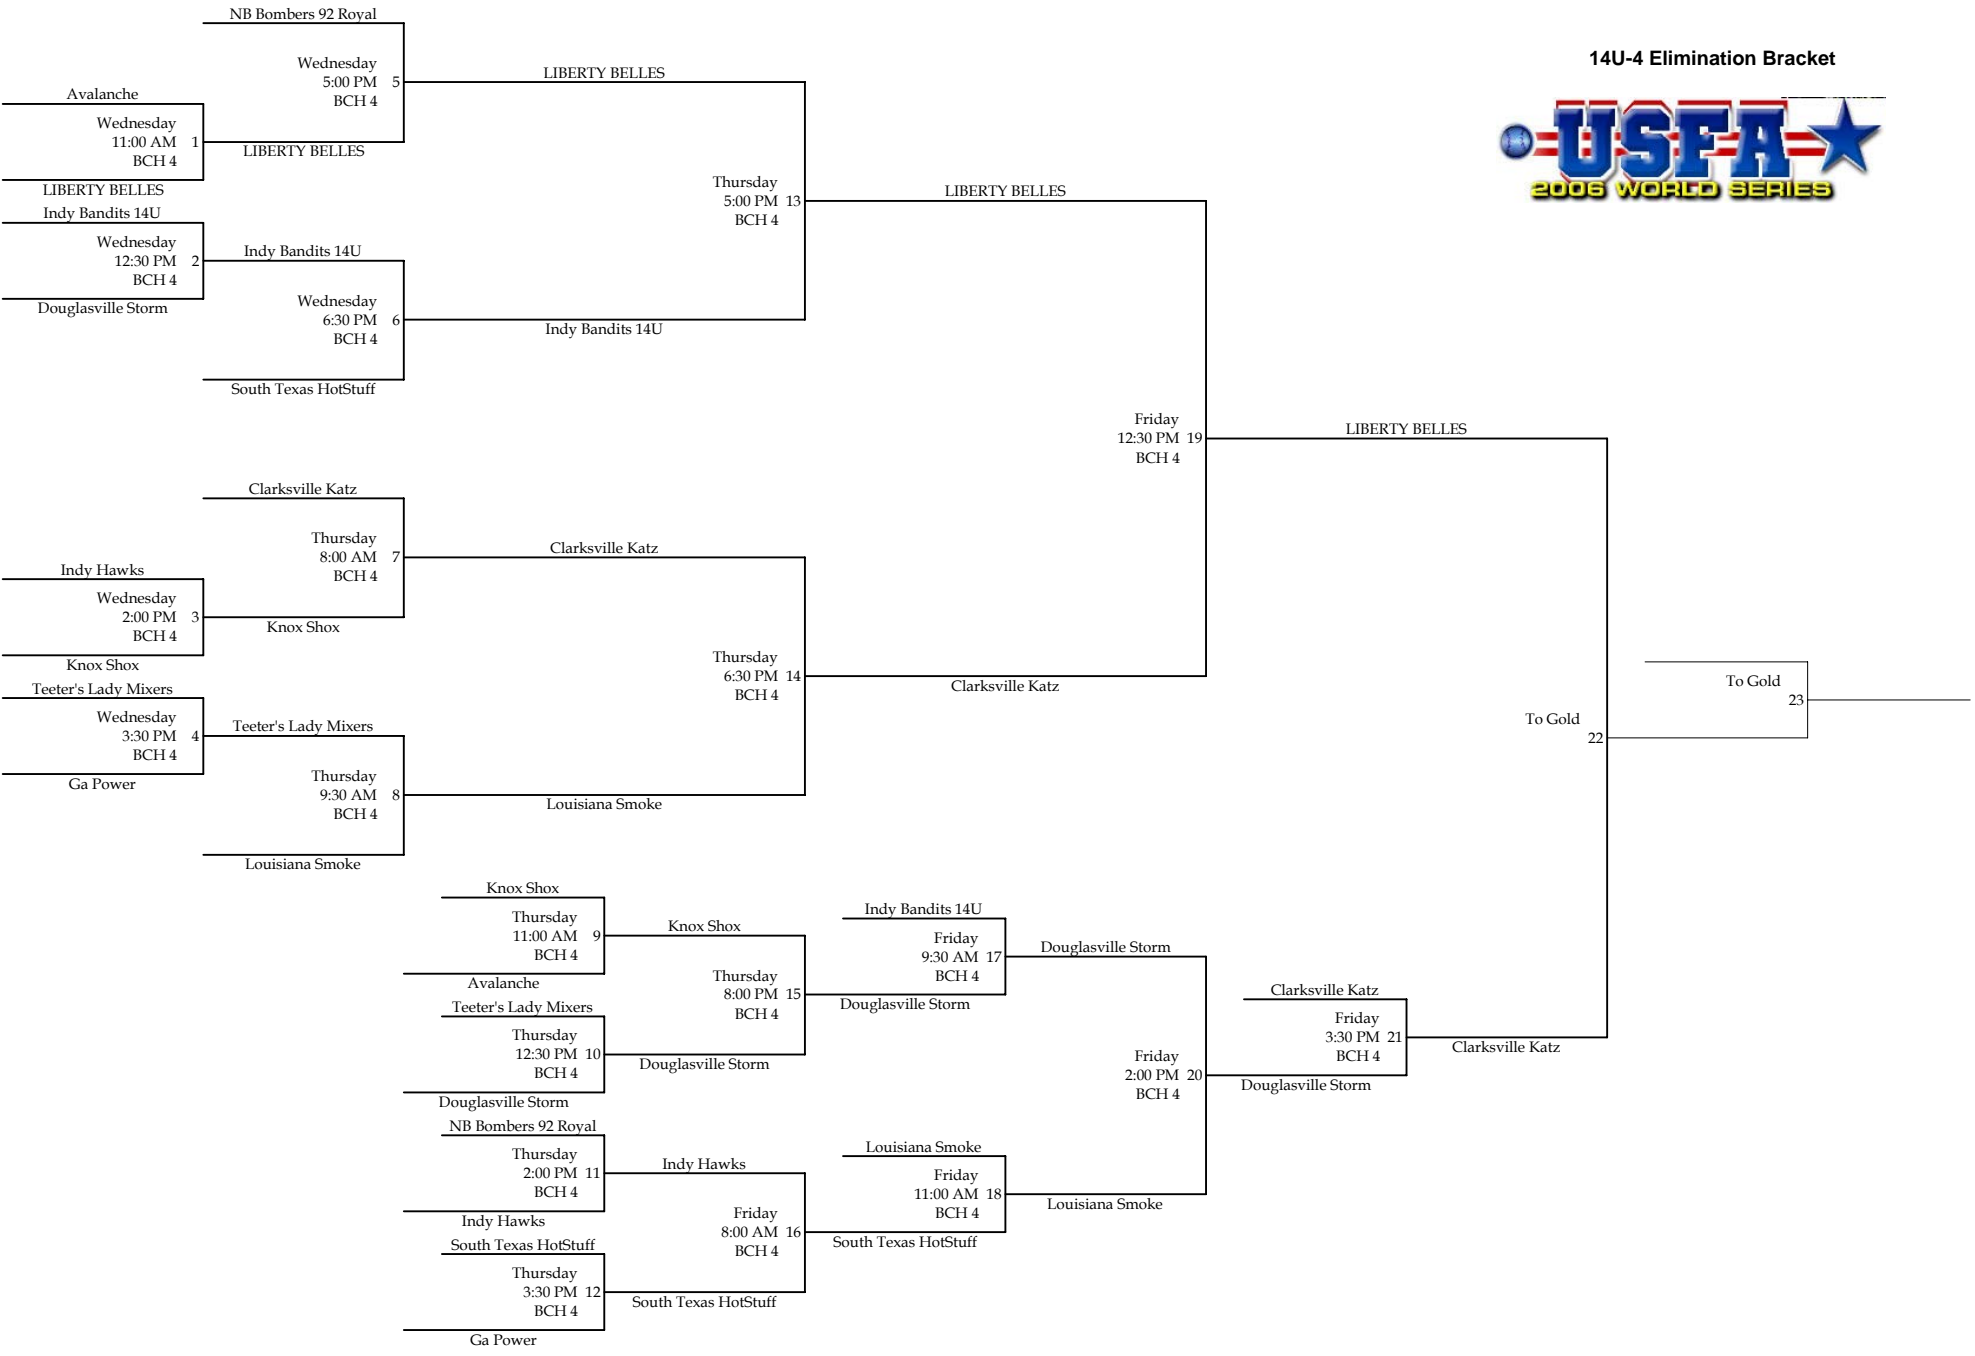 14U-4 Elimination Bracket
USFA
2006 WORLD SERIES
NB Bombers 92 Royal
Wednesday
5:00 PM 5
BCH 4
LIBERTY BELLES
Avalanche
Wednesday
11:00 AM 1
BCH 4
LIBERTY BELLES
LIBERTY BELLES
Indy Bandits 14U
Wednesday
12:30 PM 2
BCH 4
Douglasville Storm
Indy Bandits 14U
Wednesday
6:30 PM 6
BCH 4
South Texas HotStuff
Indy Bandits 14U
Thursday
5:00 PM 13
BCH 4
LIBERTY BELLES
Clarksville Katz
Thursday
8:00 AM 7
BCH 4
Clarksville Katz
Indy Hawks
Wednesday
2:00 PM 3
BCH 4
Knox Shox
Knox Shox
Teeter's Lady Mixers
Wednesday
3:30 PM 4
BCH 4
Ga Power
Teeter's Lady Mixers
Thursday
9:30 AM 8
BCH 4
Louisiana Smoke
Louisiana Smoke
Thursday
6:30 PM 14
BCH 4
Clarksville Katz
Friday
12:30 PM 19
BCH 4
LIBERTY BELLES
To Gold
22
To Gold
23
Knox Shox
Thursday
11:00 AM 9
BCH 4
Avalanche
Knox Shox
Teeter's Lady Mixers
Thursday
12:30 PM 10
BCH 4
Douglasville Storm
Douglasville Storm
Thursday
8:00 PM 15
BCH 4
Indy Bandits 14U
Friday
9:30 AM 17
BCH 4
Douglasville Storm
Douglasville Storm
NB Bombers 92 Royal
Thursday
2:00 PM 11
BCH 4
Indy Hawks
Indy Hawks
South Texas HotStuff
Thursday
3:30 PM 12
BCH 4
Ga Power
South Texas HotStuff
Friday
8:00 AM 16
BCH 4
Louisiana Smoke
Friday
11:00 AM 18
BCH 4
South Texas HotStuff
Louisiana Smoke
Friday
2:00 PM 20
BCH 4
Clarksville Katz
Friday
3:30 PM 21
BCH 4
Douglasville Storm
Clarksville Katz